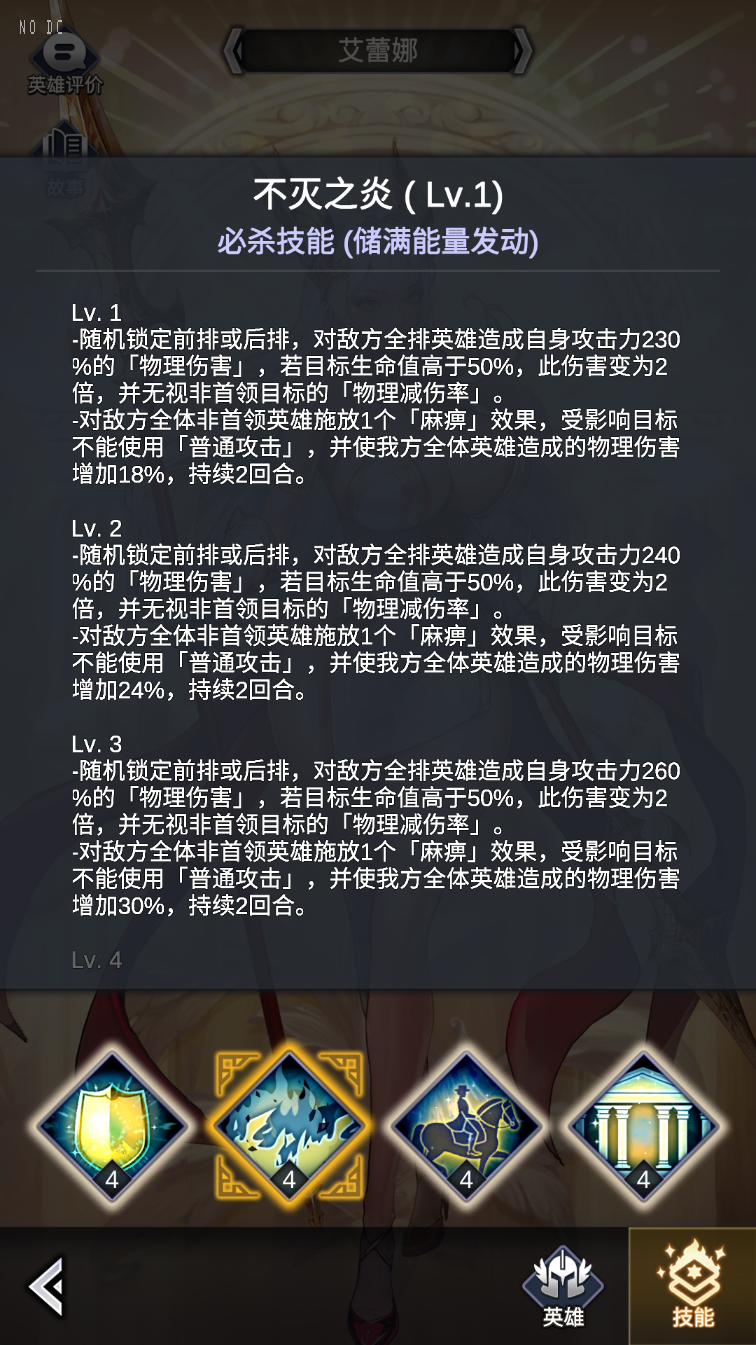 NO DC
艾蕾娜
英雄评价
故事
不灭之炎 ( Lv.1)
必杀技能 (储满能量发动)
Lv. 1
-随机锁定前排或后排，对敌方全排英雄造成自身攻击力230
%的「物理伤害」，若目标生命值高于50%，此伤害变为2
倍，并无视非首领目标的「物理减伤率」。
-对敌方全体非首领英雄施放1个「麻痹」效果，受影响目标
不能使用「普通攻击」，并使我方全体英雄造成的物理伤害
增加18%，持续2回合。
Lv. 2
-随机锁定前排或后排，对敌方全排英雄造成自身攻击力240
%的「物理伤害」，若目标生命值高于50%，此伤害变为2
倍，并无视非首领目标的「物理减伤率」。
-对敌方全体非首领英雄施放1个「麻痹」效果，受影响目标
不能使用「普通攻击」，并使我方全体英雄造成的物理伤害
增加24%，持续2回合。
Lv. 3
-随机锁定前排或后排，对敌方全排英雄造成自身攻击力260
%的「物理伤害」，若目标生命值高于50%，此伤害变为2
倍，并无视非首领目标的「物理减伤率」。
-对敌方全体非首领英雄施放1个「麻痹」效果，受影响目标
不能使用「普通攻击」，并使我方全体英雄造成的物理伤害
增加30%，持续2回合。
Lv. 4
4 4 4 4
英雄 技能